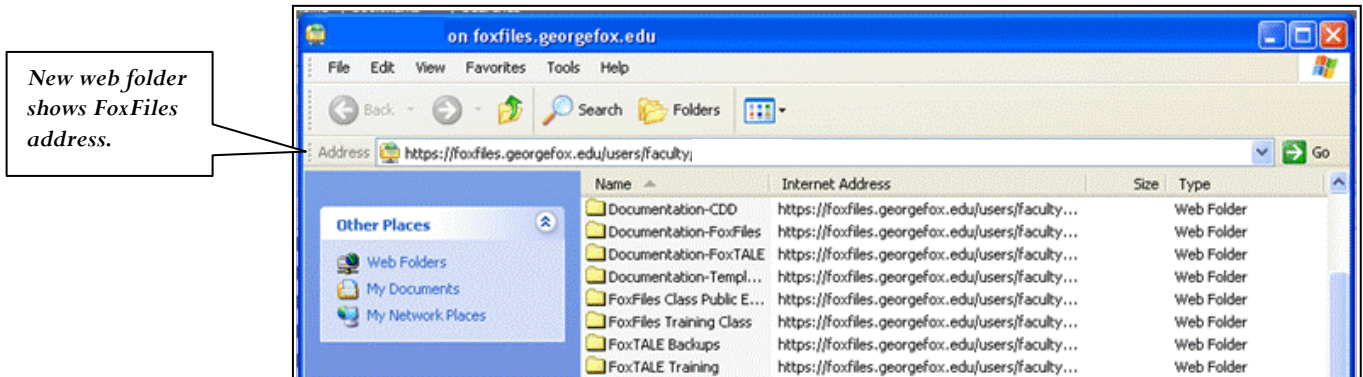 New web folder
shows FoxFiles
address.
on foxfiles.georgefox.edu
File Edit View Favorites Tools Help
Back Search Folders
Address https://foxfiles.georgefox.edu/users/faculty/ Go
Name Internet Address Size Type
Other Places
Web Folders
My Documents
My Network Places
Documentation-CDD https://foxfiles.georgefox.edu/users/faculty... Web Folder
Documentation-FoxFiles https://foxfiles.georgefox.edu/users/faculty... Web Folder
Documentation-FoxTALE https://foxfiles.georgefox.edu/users/faculty... Web Folder
Documentation-Templ... https://foxfiles.georgefox.edu/users/faculty... Web Folder
FoxFiles Class Public E... https://foxfiles.georgefox.edu/users/faculty... Web Folder
FoxFiles Training Class https://foxfiles.georgefox.edu/users/faculty... Web Folder
FoxTALE Backups https://foxfiles.georgefox.edu/users/faculty... Web Folder
FoxTALE Training https://foxfiles.georgefox.edu/users/faculty... Web Folder